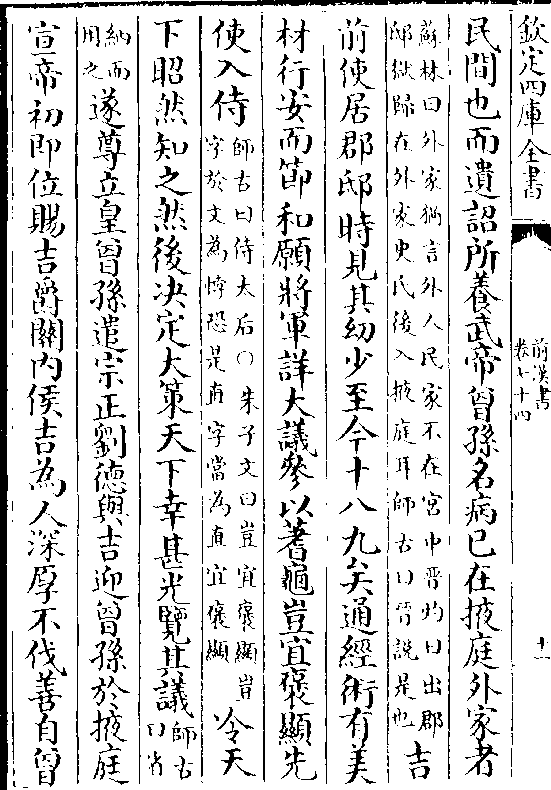 欽定四庫全書
前漢書
卷七十四
十一
民間也而遺詔所養武帝曾孫名病已在掖庭外家者
蘇林曰外家猶言外人民家不在宮中晉灼曰出郡
邸獄歸在外家史氏後入掖庭耳師古曰晉說是也
吉
前使居郡邸時見其幼少至今十八九矣通經術有美
材行安而節和願將軍詳大議參以蓍龜豈宜襃顯先
使入侍
師古曰侍太后○朱子文曰豈宜襃顯豈
字於文為悖恐是直字當為直宜襃顯
令天
下昭然知之然後決定大策天下幸甚光覽其議
師古
曰省
納而
用之
遂尊立皇曾孫遣宗正劉德與吉迎曾孫於掖庭
宣帝初即位賜吉爵關內侯吉為人深厚不伐善自曾